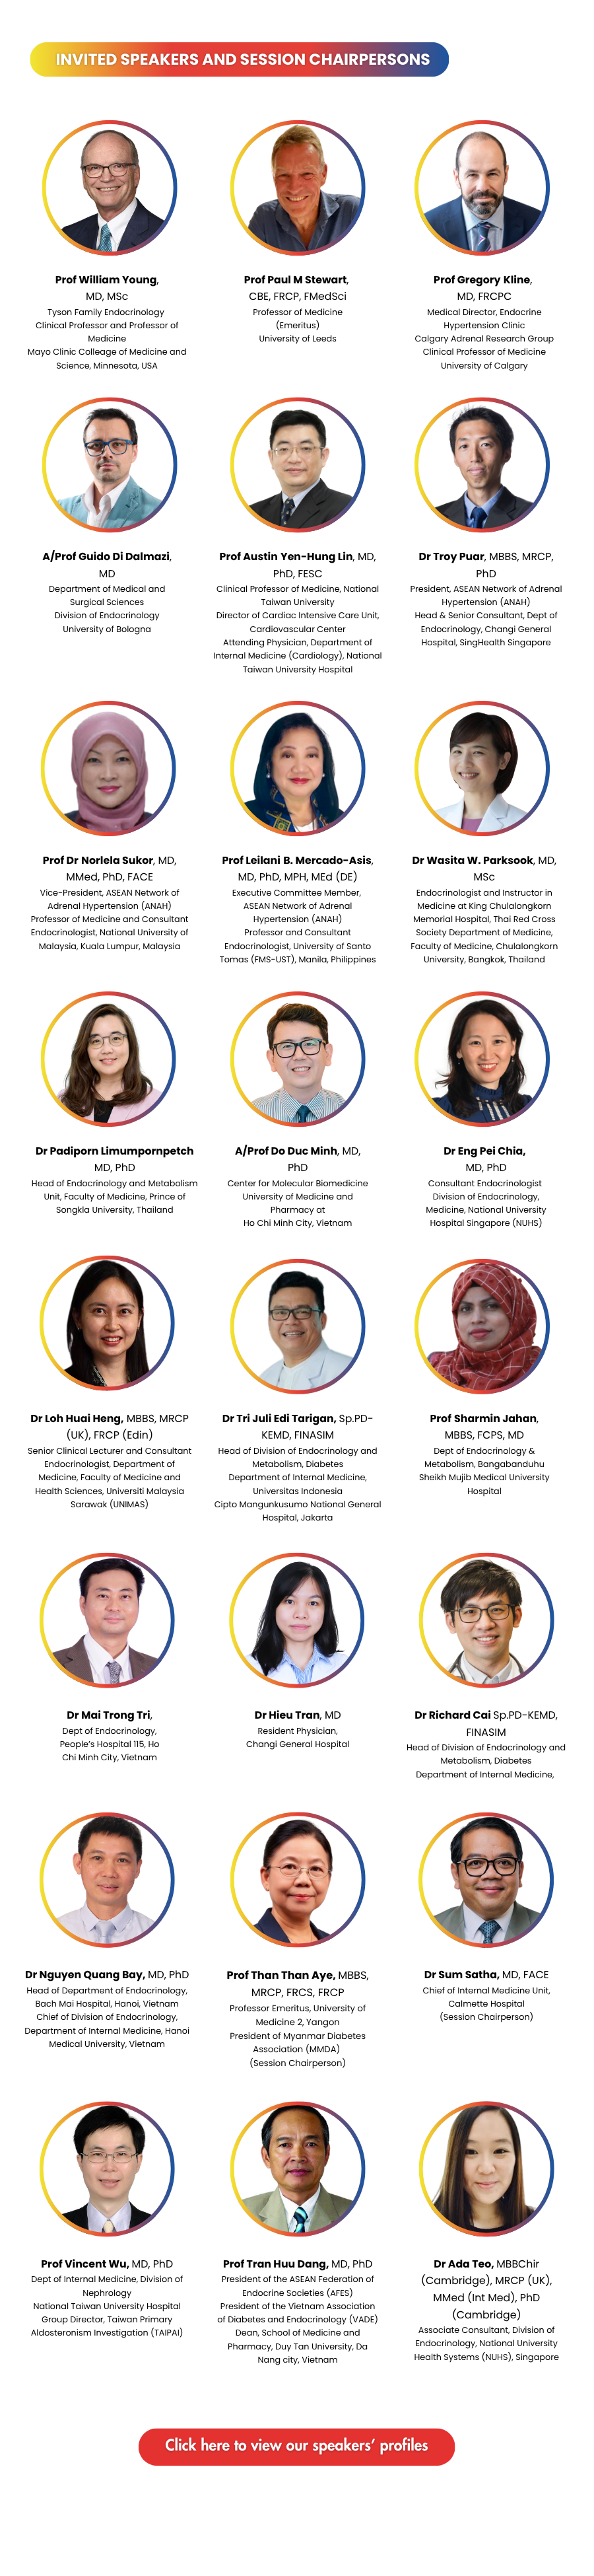 INVITED SPEAKERS AND SESSION CHAIRPERSONS
Prof William Young,
MD, MSc
Tyson Family Endocrinology
Clinical Professor and Professor of
Medicine
Mayo Clinic Colleage of Medicine and
Science, Minnesota, USA
Prof Paul M Stewart,
CBE, FRCP, FMedSci
Professor of Medicine
(Emeritus)
University of Leeds
Prof Gregory Kline,
MD, FRCPC
Medical Director, Endocrine
Hypertension Clinic
Calgary Adrenal Research Group
Clinical Professor of Medicine
University of Calgary
A/Prof Guido Di Dalmazi,
MD
Department of Medical and
Surgical Sciences
Division of Endocrinology
University of Bologna
Prof Austin Yen-Hung Lin, MD,
PhD, FESC
Clinical Professor of Medicine, National
Taiwan University
Director of Cardiac Intensive Care Unit,
Cardiovascular Center
Attending Physician, Department of
Internal Medicine (Cardiology), National
Taiwan University Hospital
Dr Troy Puar, MBBS, MRCP,
PhD
President, ASEAN Network of Adrenal
Hypertension (ANAH)
Head & Senior Consultant, Dept of
Endocrinology, Changi General
Hospital, SingHealth Singapore
Prof Dr Norlela Sukor, MD,
MMed, PhD, FACE
Vice-President, ASEAN Network of
Adrenal Hypertension (ANAH)
Professor of Medicine and Consultant
Endocrinologist, National University of
Malaysia, Kuala Lumpur, Malaysia
Prof Leilani B. Mercado-Asis,
MD, PhD, MPH, MEd (DE)
Executive Committee Member,
ASEAN Network of Adrenal
Hypertension (ANAH)
Professor and Consultant
Endocrinologist, University of Santo
Tomas (FMS-UST), Manila, Philippines
Dr Wasita W. Parksook, MD,
MSc
Endocrinologist and Instructor in
Medicine at King Chulalongkorn
Memorial Hospital, Thai Red Cross
Society Department of Medicine,
Faculty of Medicine, Chulalongkorn
University, Bangkok, Thailand
Dr Padiporn Limumpornpetch
MD, PhD
Head of Endocrinology and Metabolism
Unit, Faculty of Medicine, Prince of
Songkla University, Thailand
A/Prof Do Duc Minh, MD,
PhD
Center for Molecular Biomedicine
University of Medicine and
Pharmacy at
Ho Chi Minh City, Vietnam
Dr Eng Pei Chia,
MD, PhD
Consultant Endocrinologist
Division of Endocrinology,
Medicine, National University
Hospital Singapore (NUHS)
Dr Loh Huai Heng, MBBS, MRCP
(UK), FRCP (Edin)
Senior Clinical Lecturer and Consultant
Endocrinologist, Department of
Medicine, Faculty of Medicine and
Health Sciences, Universiti Malaysia
Sarawak (UNIMAS)
Dr Tri Juli Edi Tarigan, Sp.PD-
KEMD, FINASIM
Head of Division of Endocrinology and
Metabolism, Diabetes
Department of Internal Medicine,
Universitas Indonesia
Cipto Mangunkusumo National General
Hospital, Jakarta
Prof Sharmin Jahan,
MBBS, FCPS, MD
Dept of Endocrinology &
Metabolism, Bangabandhu
Sheikh Mujib Medical University
Hospital
Dr Mai Trong Tri,
Dept of Endocrinology,
People's Hospital 115, Ho
Chi Minh City, Vietnam
Dr Hieu Tran, MD
Resident Physician,
Changi General Hospital
Dr Richard Cai Sp.PD-KEMD,
FINASIM
Head of Division of Endocrinology and
Metabolism, Diabetes
Department of Internal Medicine,
Dr Nguyen Quang Bay, MD, PhD
Head of Department of Endocrinology,
Bach Mai Hospital, Hanoi, Vietnam
Chief of Division of Endocrinology,
Department of Internal Medicine, Hanoi
Medical University, Vietnam
Prof Than Than Aye, MBBS,
MRCP, FRCS, FRCP
Professor Emeritus, University of
Medicine 2, Yangon
President of Myanmar Diabetes
Association (MMDA)
(Session Chairperson)
Dr Sum Satha, MD, FACE
Chief of Internal Medicine Unit,
Calmette Hospital
(Session Chairperson)
Prof Vincent Wu, MD, PhD
Dept of Internal Medicine, Division of
Nephrology
National Taiwan University Hospital
Group Director, Taiwan Primary
Aldosteronism Investigation (TAIPAI)
Prof Tran Huu Dang, MD, PhD
President of the ASEAN Federation of
Endocrine Societies (AFES)
President of the Vietnam Association
of Diabetes and Endocrinology (VADE)
Dean, School of Medicine and
Pharmacy, Duy Tan University, Da
Nang city, Vietnam
Dr Ada Teo, MBBChir
(Cambridge), MRCP (UK),
MMed (Int Med), PhD
(Cambridge)
Associate Consultant, Division of
Endocrinology, National University
Health Systems (NUHS), Singapore
Click here to view our speakers' profiles